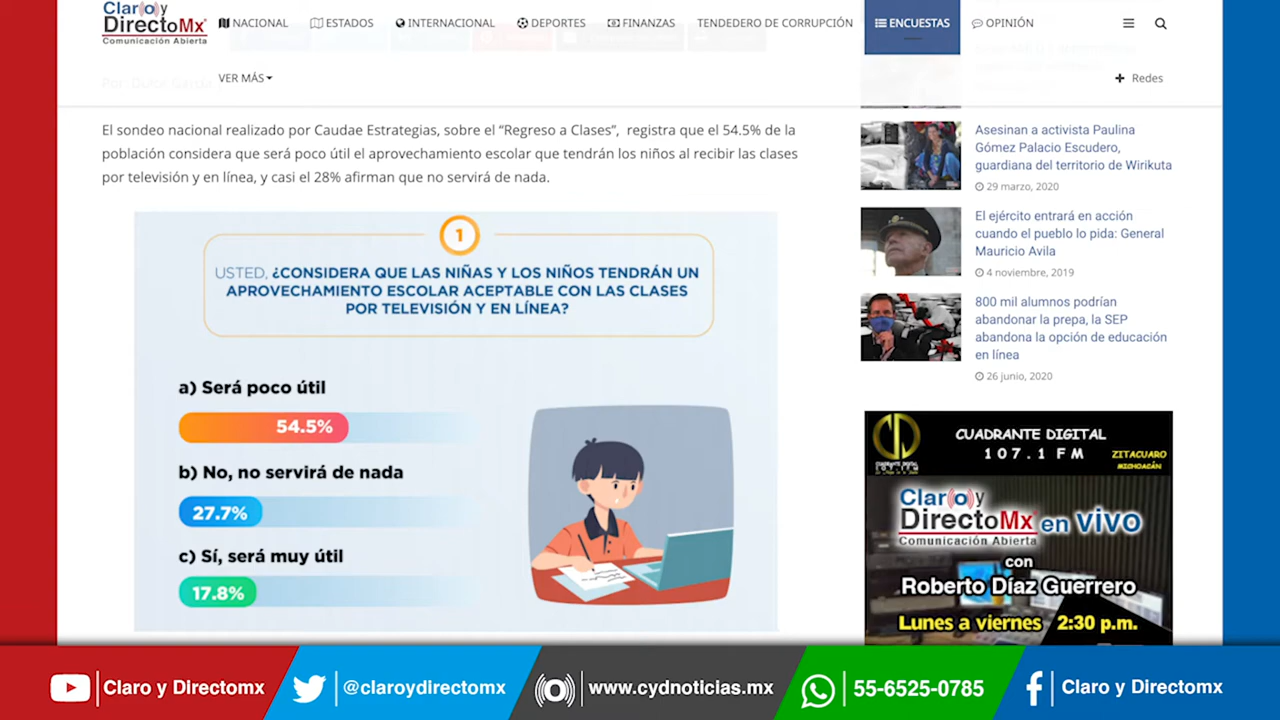 Claro y
DirectoMx
Comunicación Abierta
NACIONAL ESTADOS INTERNACIONAL DEPORTES FINANZAS TENDEDERO DE CORRUPCIÓN ENCUESTAS OPINIÓN
VER MÁS Redes
El sondeo nacional realizado por Caudae Estrategias, sobre el “Regreso a Clases”, registra que el 54.5% de la
población considera que será poco útil el aprovechamiento escolar que tendrán los niños al recibir las clases
por televisión y en línea, y casi el 28% afirman que no servirá de nada.
1
USTED, ¿CONSIDERA QUE LAS NIÑAS Y LOS NIÑOS TENDRÁN UN
APROVECHAMIENTO ESCOLAR ACEPTABLE CON LAS CLASES
POR TELEVISIÓN Y EN LÍNEA?
a) Será poco útil
54.5%
b) No, no servirá de nada
27.7%
c) Sí, será muy útil
17.8%
Asesinan a activista Paulina
Gómez Palacio Escudero,
guardiana del territorio de Wirikuta
29 marzo, 2020
El ejército entrará en acción
cuando el pueblo lo pida: General
Mauricio Avila
4 noviembre, 2019
800 mil alumnos podrían
abandonar la prepa, la SEP
abandona la opción de educación
en línea
26 junio, 2020
CUADRANTE DIGITAL
107.1 FM
ZITACUARO
MICHOACÁN
Claro y
DirectoMx en vivo
Comunicación Abierta
con
Roberto Díaz Guerrero
Lunes a viernes 2:30 p.m.
Claro y Directomx @claroydirectomx www.cydnoticias.mx 55-6525-0785 Claro y Directomx